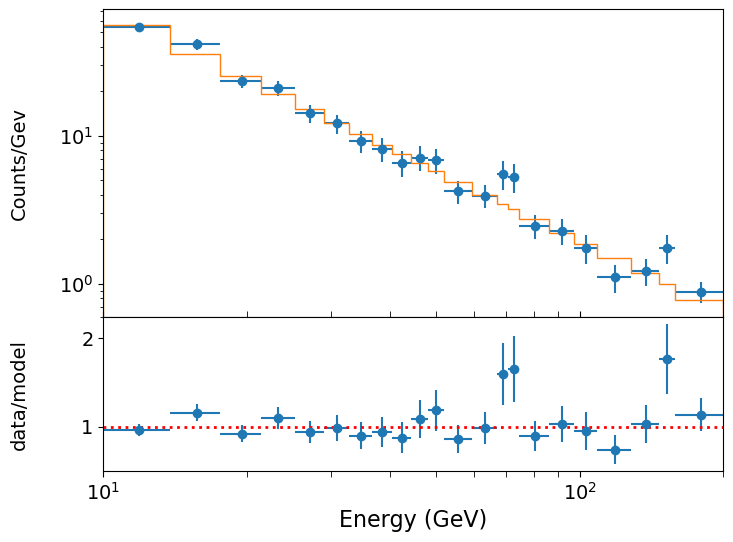 Counts/Gev
10¹
10⁰
data/model
2
1
10¹
10²
Energy (GeV)